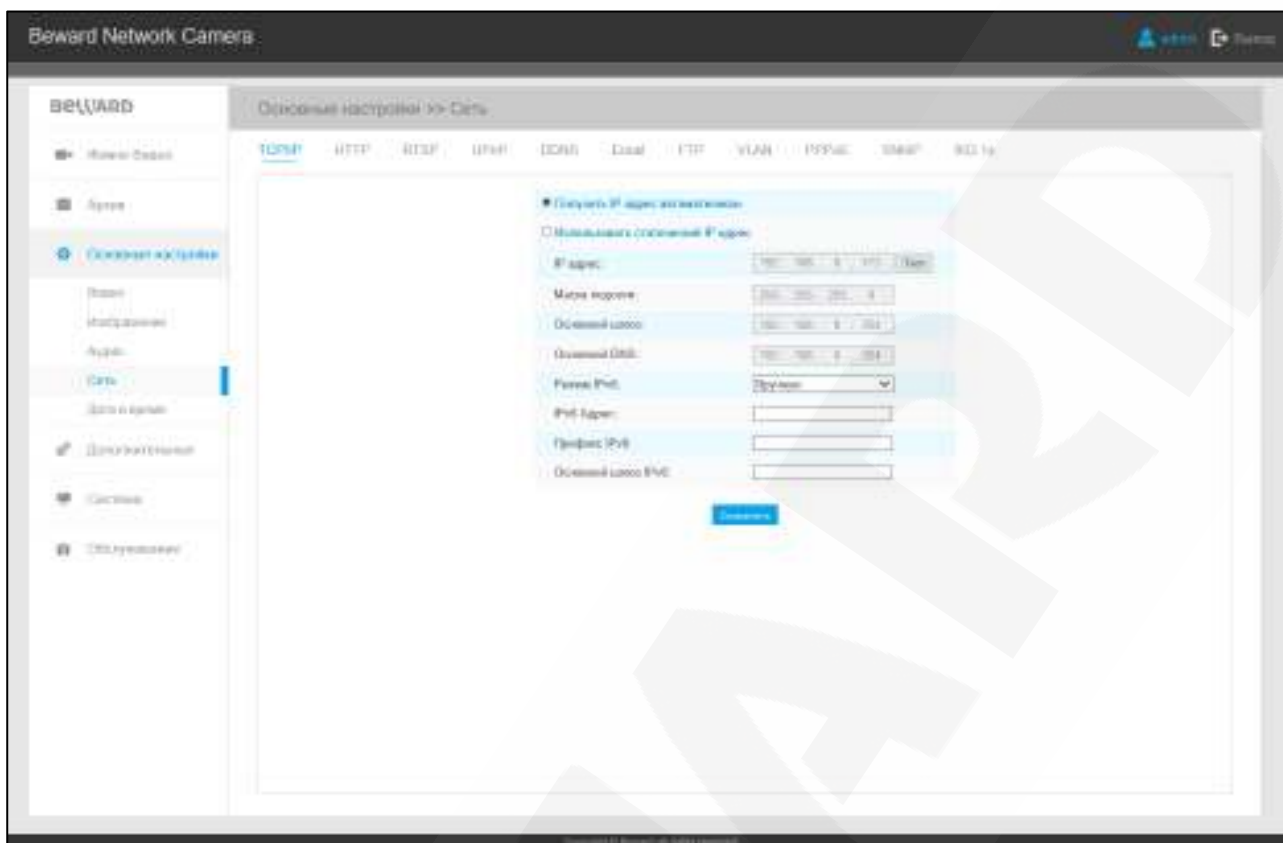 Beward Network Camera
admin
BEWARD
Основные настройки >> Сеть
Архив
Основные настройки
Видео
Изображение
Аудио
Сеть
Дата и время
Дополнительные
Система
Обслуживание
TCP/IP HTTP RTSP UPnP DDNS Email FTP VLAN PPPoE SNMP 802.1x
Получить IP адрес автоматически
Использовать статический IP адрес
IP адрес:
Тест
Маска подсети:
Основной шлюз:
Основной DNS:
Режим IPv6: Вручную
IPv6 Адрес:
Префикс IPv6:
Основной шлюз IPv6: